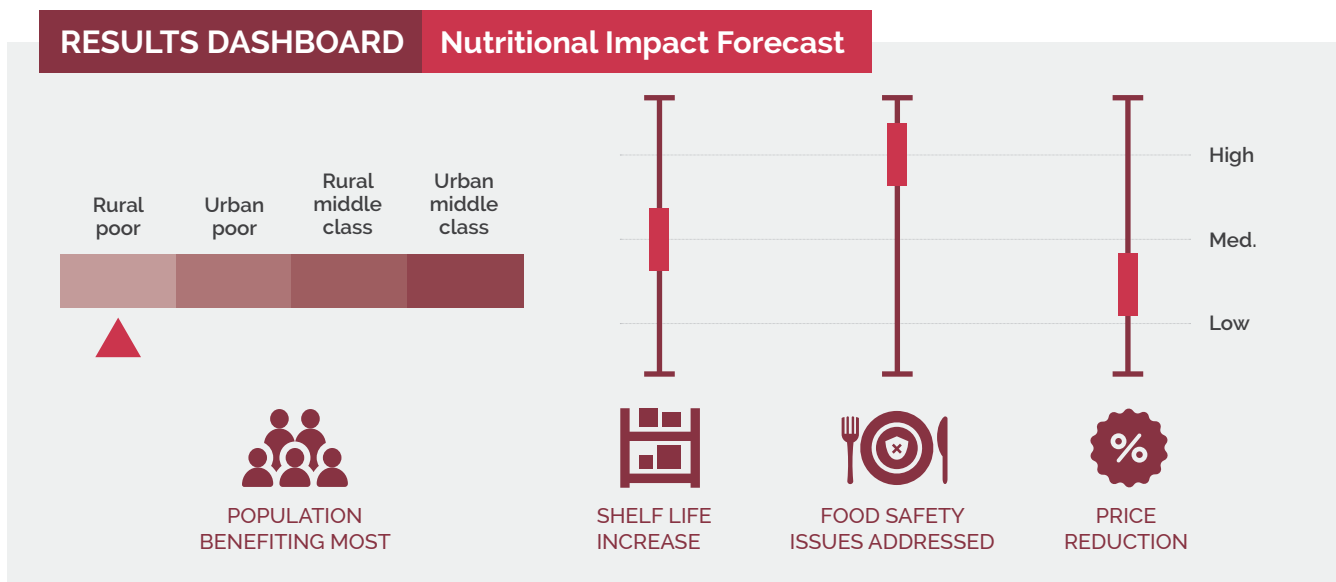 RESULTS DASHBOARD Nutritional Impact Forecast
Rural
poor
Urban
poor
Rural
middle
class
Urban
middle
class
High
Med.
Low
POPULATION
BENEFITING MOST
SHELF LIFE
INCREASE
FOOD SAFETY
ISSUES ADDRESSED
%
PRICE
REDUCTION